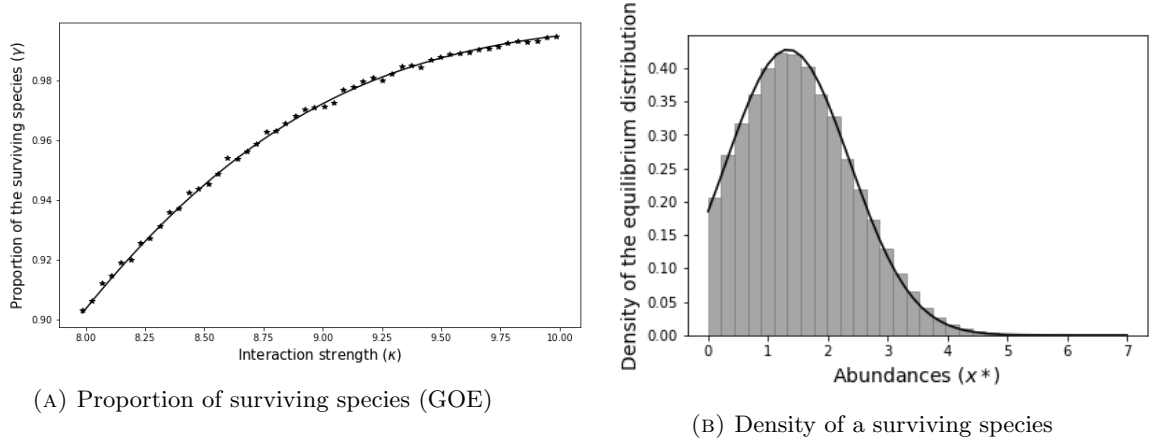 Proportion of the surviving species (γ)
0.98
0.96
0.94
0.92
0.90
8.00 8.25 8.50 8.75 9.00 9.25 9.50 9.75 10.00
Interaction strength (κ)
(A) Proportion of surviving species (GOE)
Density of the equilibrium distribution
0.40
0.35
0.30
0.25
0.20
0.15
0.10
0.05
0.00
0 1 2 3 4 5 6 7
Abundances (x*)
(B) Density of a surviving species